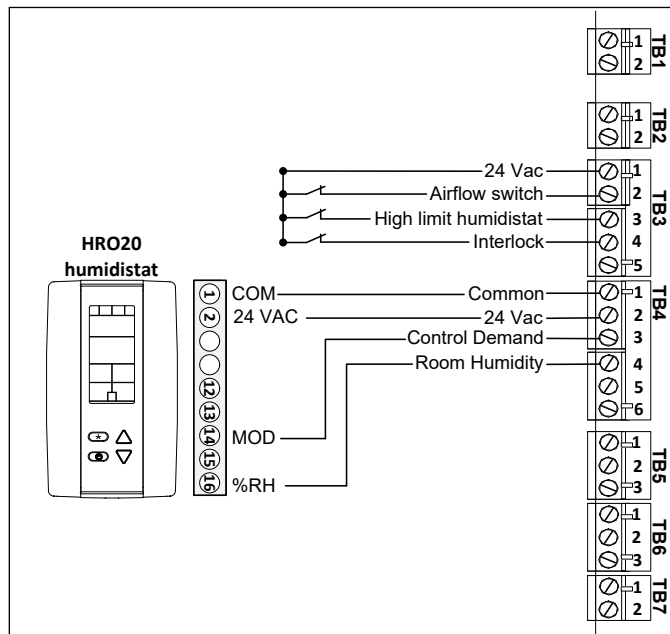 1
2
TB1
1
2
TB2
24 Vac
Airflow switch
High limit humidistat
Interlock
1
2
3
4
5
TB3
HRO20
humidistat
1
2
12
13
14
15
16
COM
24 VAC
MOD
%RH
Common
24 Vac
Control Demand
Room Humidity
1
2
3
4
5
6
TB4
1
2
3
TB5
1
2
3
TB6
1
2
TB7